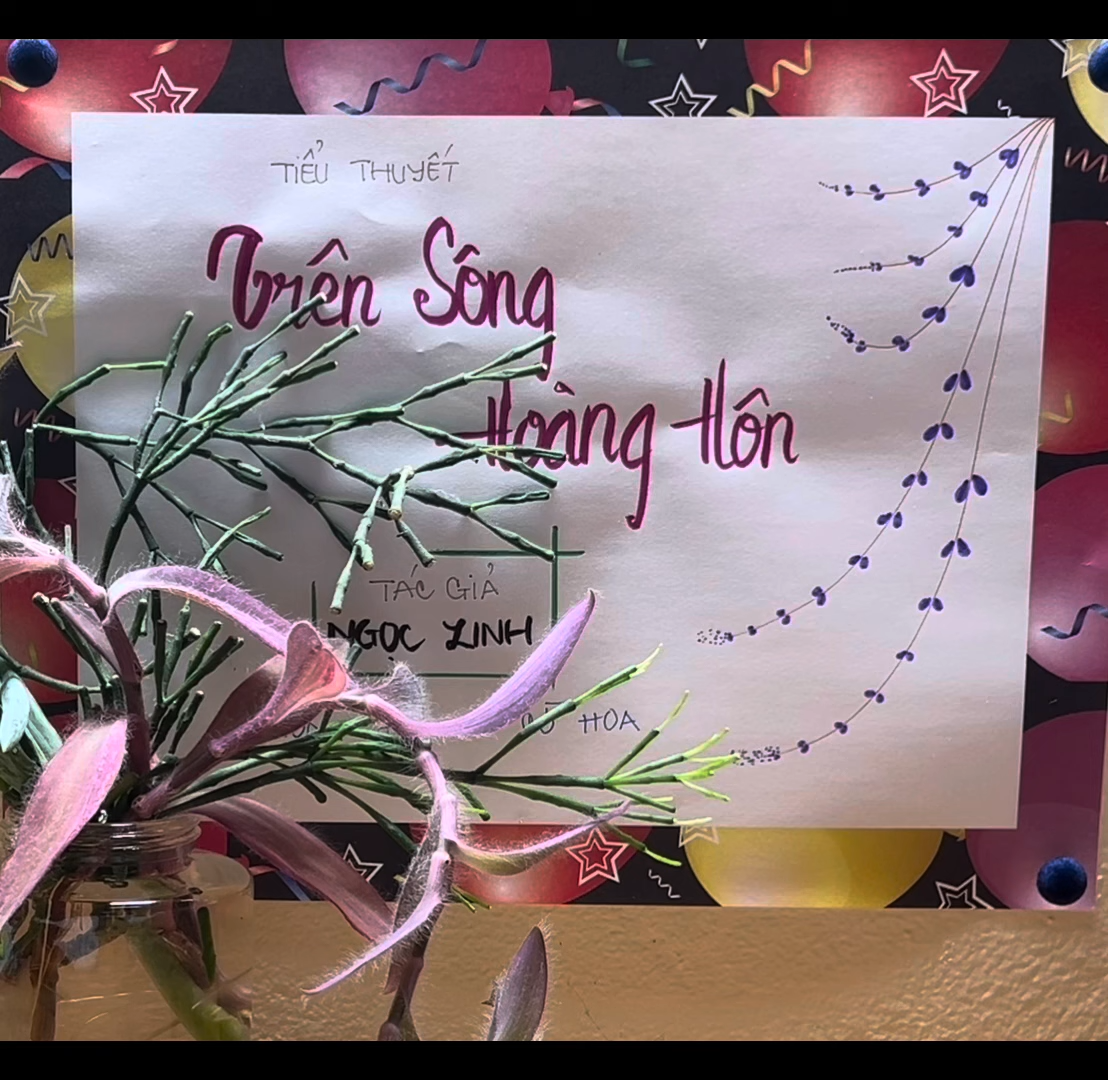 TIỂU THUYẾT
Trên Sông
Hoàng Hôn
TÁC GIẢ
NGỌC LINH
HOA